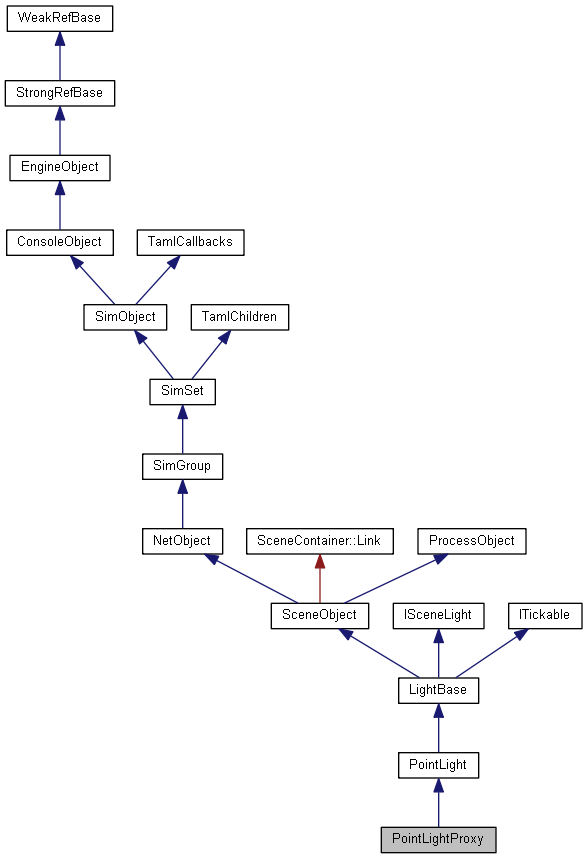 WeakRefBase
StrongRefBase
EngineObject
ConsoleObject
TamlCallbacks
SimObject
TamlChildren
SimSet
SimGroup
NetObject
SceneContainer::Link
ProcessObject
SceneObject
ISceneLight
ITickable
LightBase
PointLight
PointLightProxy